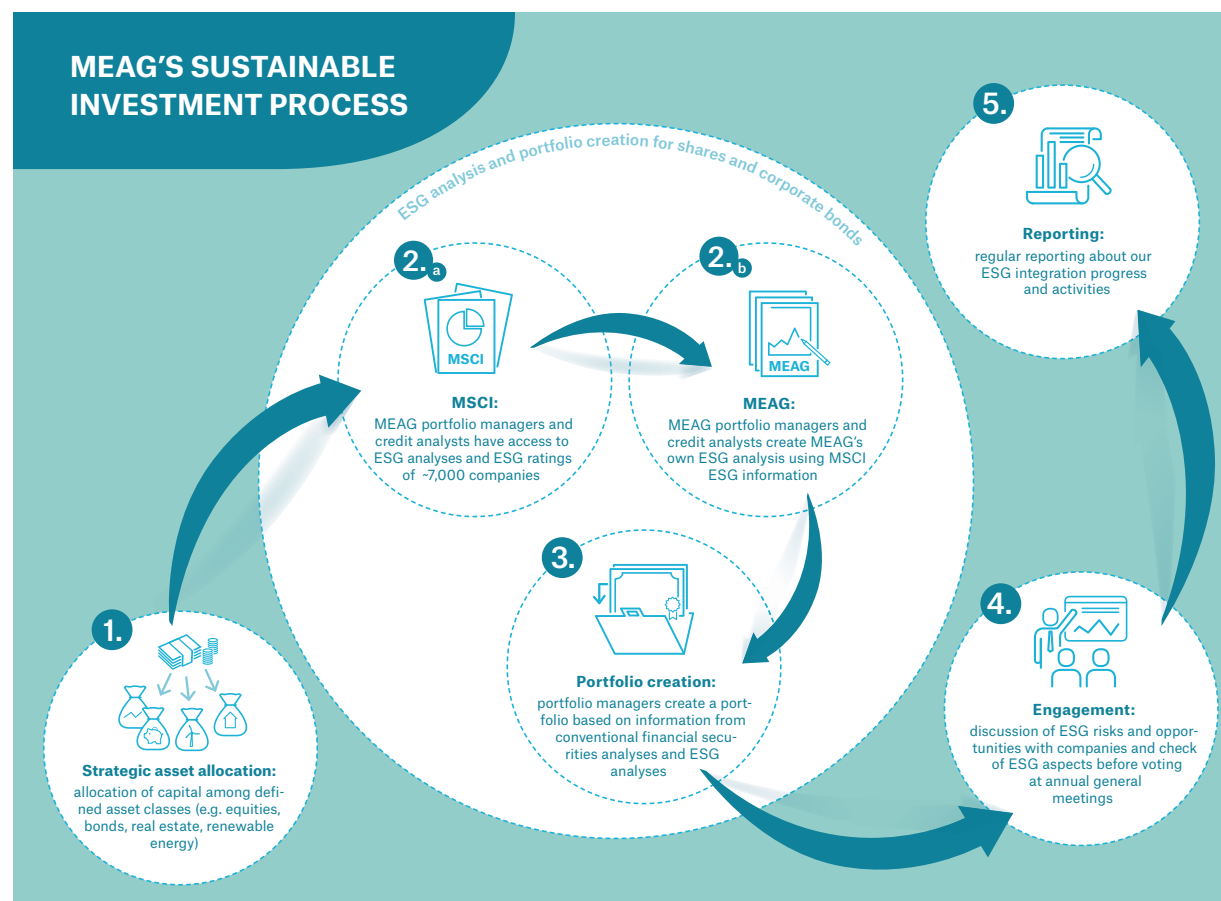 MEAG'S SUSTAINABLE
INVESTMENT PROCESS
1.
Strategic asset allocation:
allocation of capital among defi-
ned asset classes (e.g. equities,
bonds, real estate, renewable
energy)
ESG analysis and portfolio creation for shares and corporate bonds
2.a
MSCI
MSCI:
MEAG portfolio managers and
credit analysts have access to
ESG analyses and ESG ratings
of ~7,000 companies
2.b
MEAG
MEAG:
MEAG portfolio managers and
credit analysts create MEAG's
own ESG analysis using MSCI
ESG information
3.
Portfolio creation:
portfolio managers create a port-
folio based on information from
conventional financial secu-
rities analyses and ESG
analyses
4.
Engagement:
discussion of ESG risks and oppor-
tunities with companies and check
of ESG aspects before voting
at annual general
meetings
5.
Reporting:
regular reporting about our
ESG integration progress
and activities